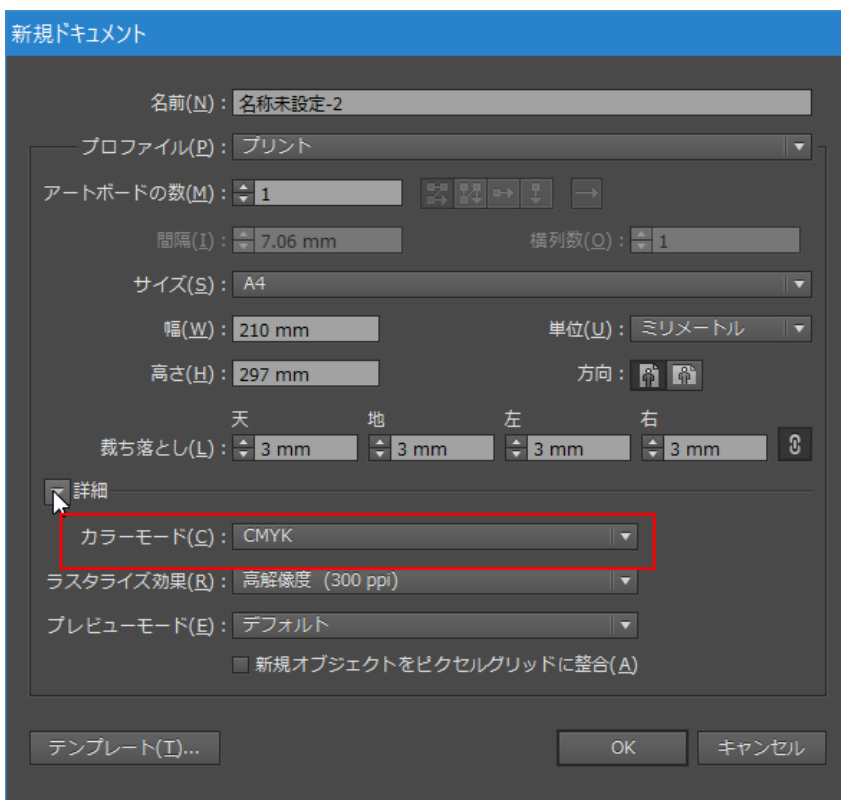 新規ドキュメント
名前(N)：名称未設定-2
プロファイル(P)：プリント
アートボードの数(M)：1
間隔(I)：7.06 mm 横列数(O)：1
サイズ(S)：A4
幅(W)：210 mm 単位(U)：ミリメートル
高さ(H)：297 mm 方向：
天 地 左 右
裁ち落とし(L)：3 mm 3 mm 3 mm 3 mm
詳細
カラーモード(C)：CMYK
ラスタライズ効果(R)：高解像度 (300 ppi)
プレビューモード(E)：デフォルト
新規オブジェクトをピクセルグリッドに整合(A)
テンプレート(T)... OK キャンセル